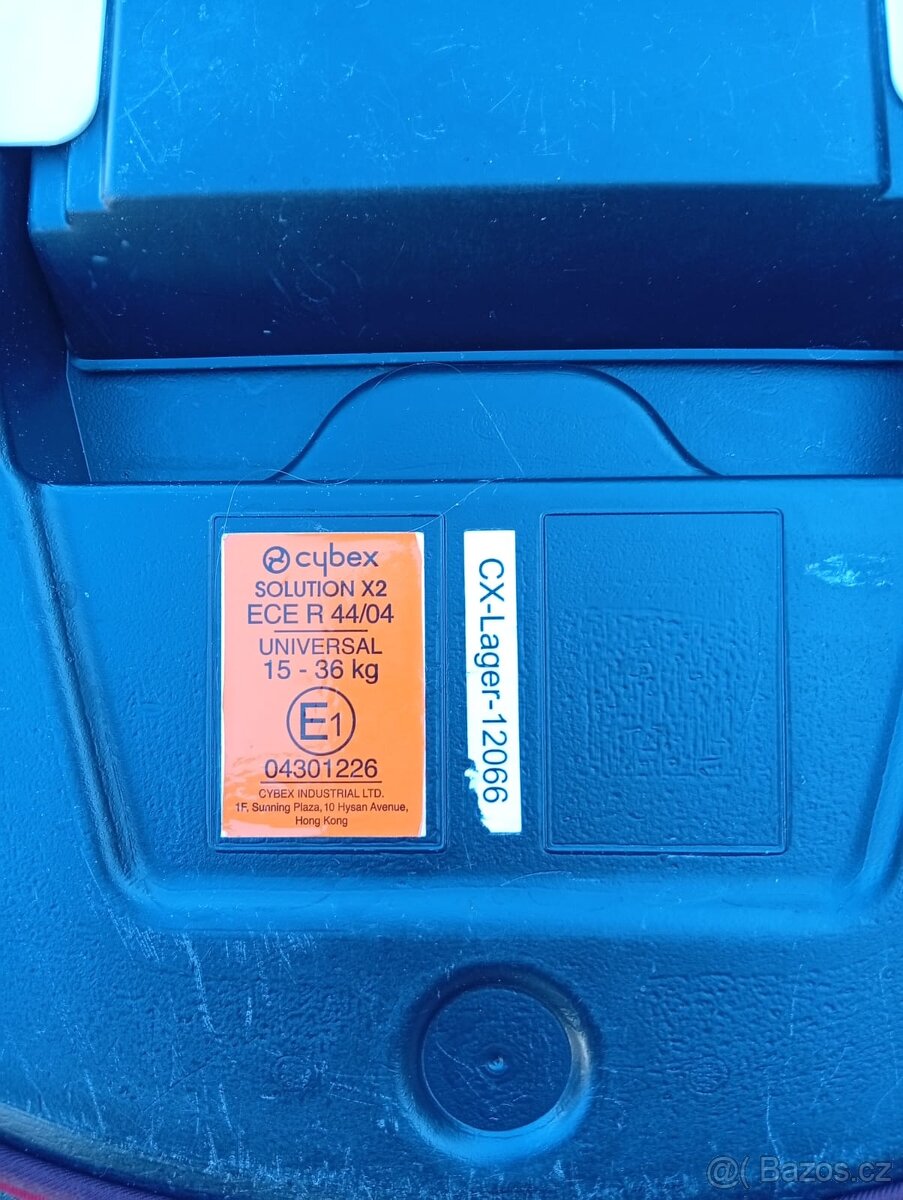 cybex
SOLUTION X2
ECE R 44/04
UNIVERSAL
15 - 36 kg
E1
04301226
CYBEX INDUSTRIAL LTD.
1F, Sunning Plaza, 10 Hysan Avenue,
Hong Kong
CX-Lager-12066
@( Bazos.cz